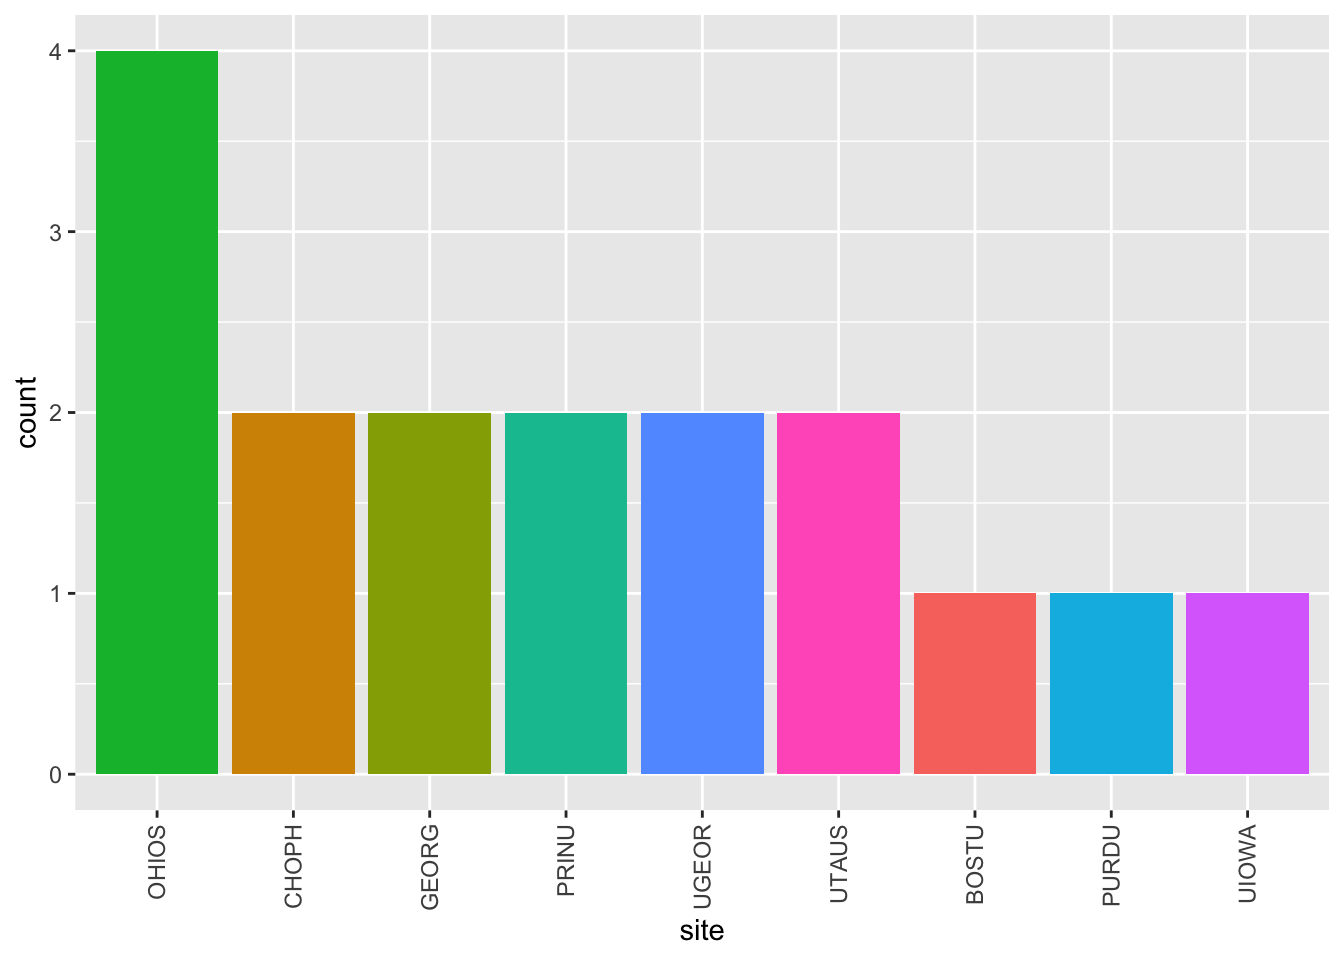 4
3
2
1
0
count
OHIOS
CHOPH
GEORG
PRINU
UGEOR
UTAUS
BOSTU
PURDU
UIOWA
site